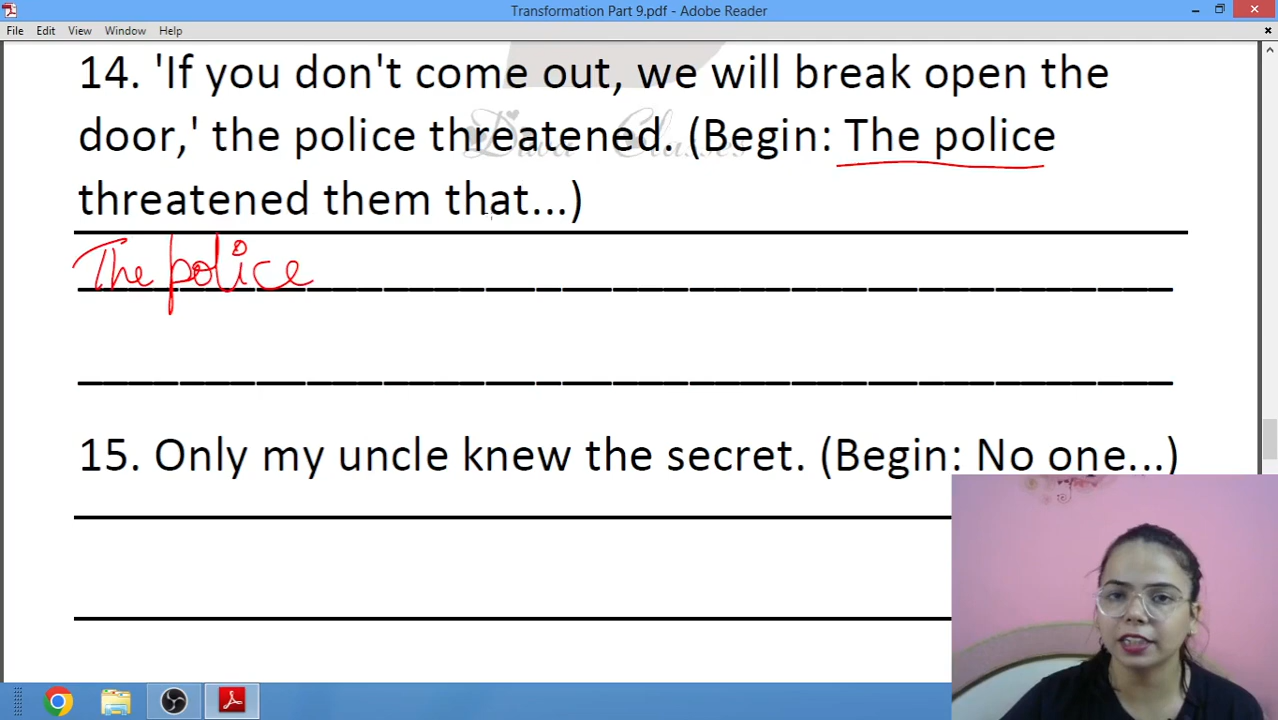 Transformation Part 9.pdf - Adobe Reader
File Edit View Window Help
14. 'If you don't come out, we will break open the
door,' the police threatened. (Begin: The police
threatened them that...)
The police
15. Only my uncle knew the secret. (Begin: No one...)